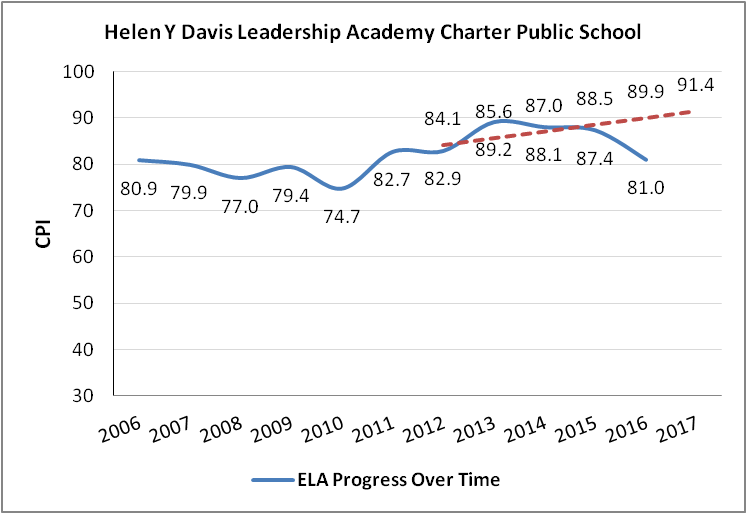 Helen Y Davis Leadership Academy Charter Public School
CPI
100
90
80
70
60
50
40
30
84.1 85.6 87.0 88.5 89.9 91.4
80.9 79.9 77.0 79.4 74.7 82.7 82.9 89.2 88.1 87.4 81.0
2006 2007 2008 2009 2010 2011 2012 2013 2014 2015 2016 2017
ELA Progress Over Time